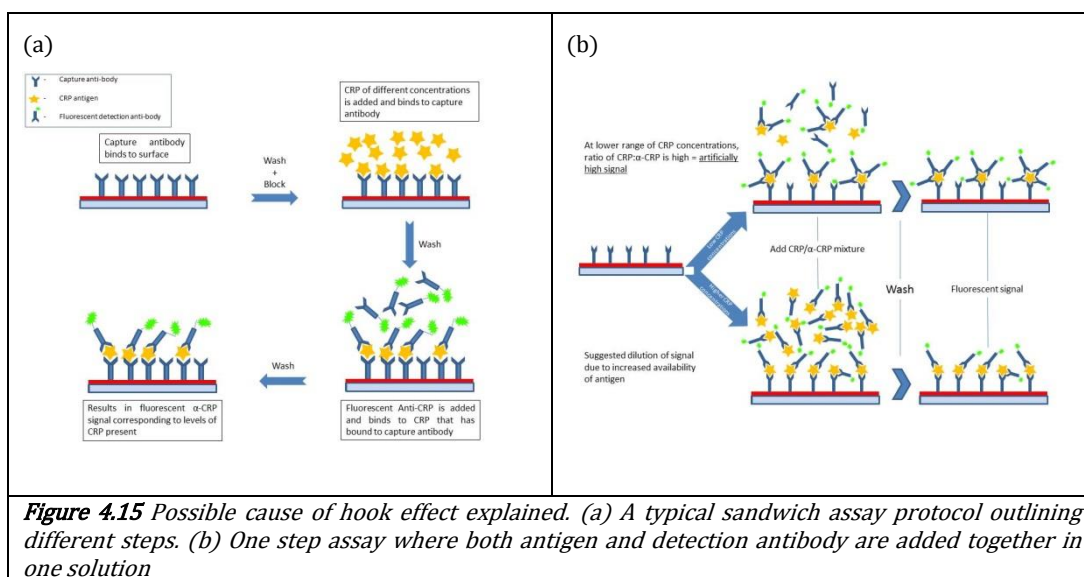 (a)
- Capture anti-body
- CRP antigen
- Fluorescent detection anti-body
Capture antibody
binds to surface
Wash
+
Block
CRP of different concentrations
is added and binds to capture
antibody
Wash
Fluorescent Anti-CRP is added
and binds to CRP that has
bound to capture antibody
Wash
Results in fluorescent α-CRP
signal corresponding to levels of
CRP present
(b)
At lower range of CRP concentrations,
ratio of CRP:α-CRP is high = artificially
high signal
Low CRP
concentrations
Add CRP/α-CRP mixture
Wash
Fluorescent signal
Higher CRP
concentrations
Suggested dilution of signal
due to increased availability
of antigen
Figure 4.15 Possible cause of hook effect explained. (a) A typical sandwich assay protocol outlining
different steps. (b) One step assay where both antigen and detection antibody are added together in
one solution